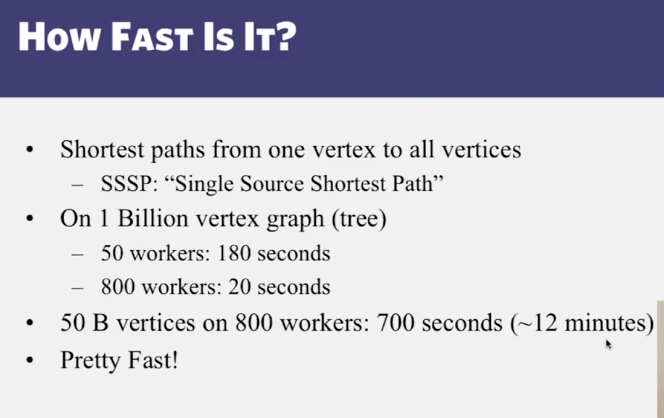 How Fast Is It?
• Shortest paths from one vertex to all vertices
– SSSP: “Single Source Shortest Path”
• On 1 Billion vertex graph (tree)
– 50 workers: 180 seconds
– 800 workers: 20 seconds
• 50 B vertices on 800 workers: 700 seconds (~12 minutes)
• Pretty Fast!